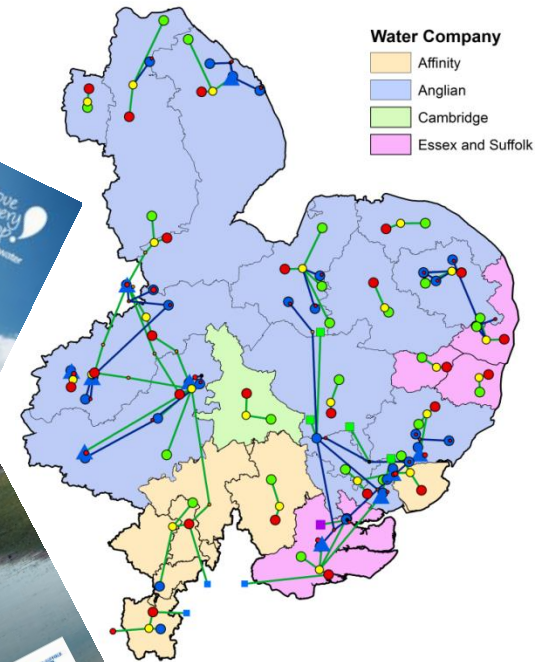 Water Company
Affinity
Anglian
Cambridge
Essex and Suffolk